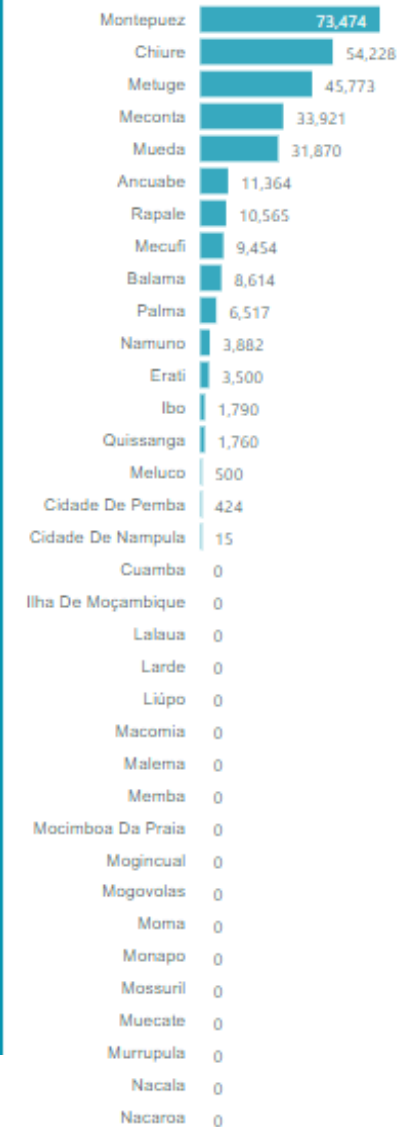 Montepuez 73,474
Chiure 54,228
Metuge 45,773
Meconta 33,921
Mueda 31,870
Ancuabe 11,364
Rapale 10,565
Mecufi 9,454
Balama 8,614
Palma 6,517
Namuno 3,882
Erati 3,500
Ibo 1,790
Quissanga 1,760
Meluco 500
Cidade De Pemba 424
Cidade De Nampula 15
Cuamba 0
Ilha De Moçambique 0
Lalaua 0
Larde 0
Liúpo 0
Macomia 0
Malema 0
Memba 0
Mocimboa Da Praia 0
Mogincual 0
Mogovolas 0
Moma 0
Monapo 0
Mossuril 0
Muecate 0
Murrupula 0
Nacala 0
Nacaroa 0